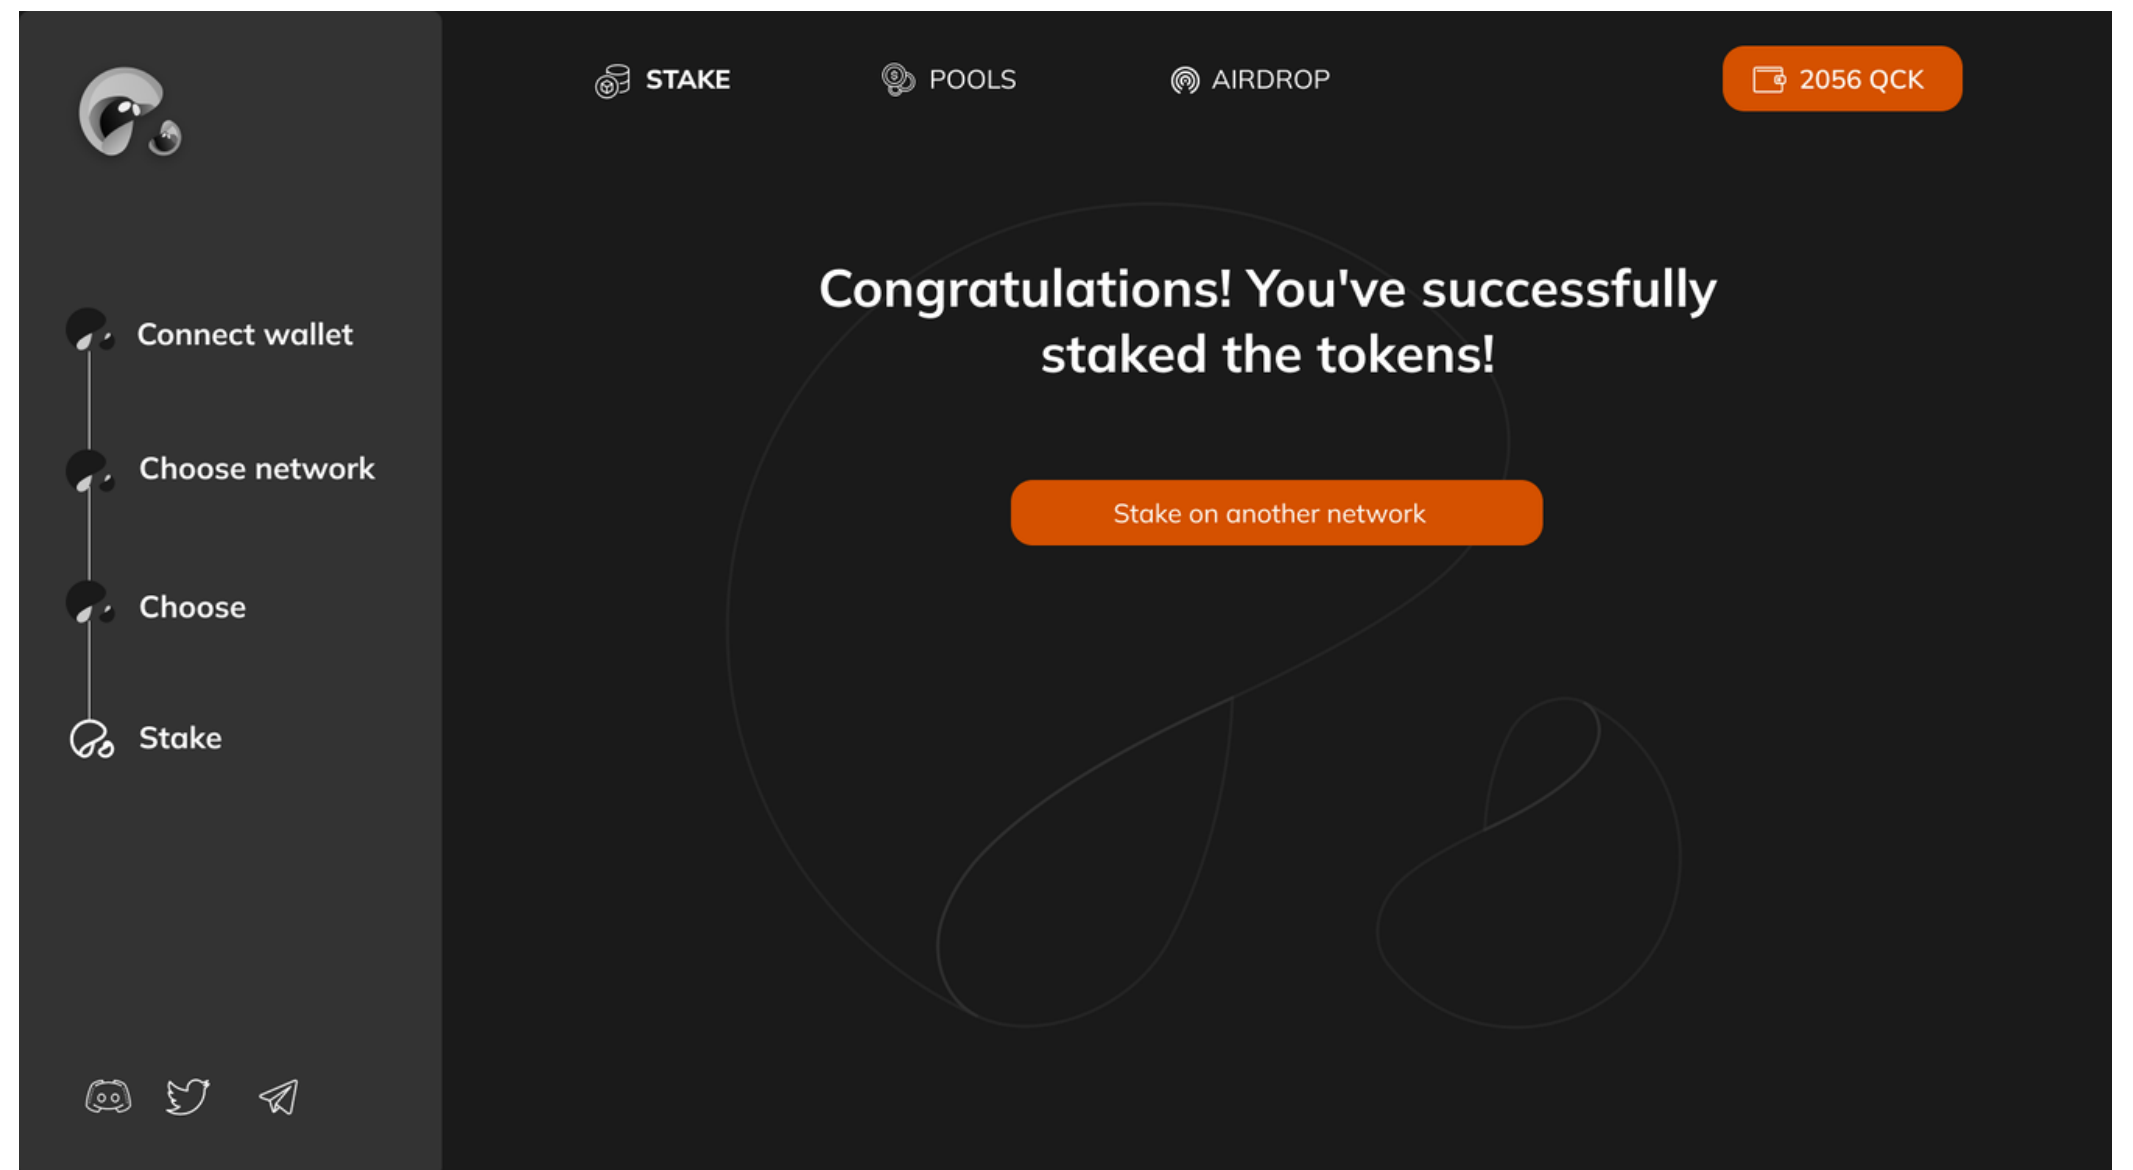 STAKE
POOLS
AIRDROP
2056 QCK
Connect wallet
Choose network
Choose
Stake
Congratulations! You've successfully
staked the tokens!
Stake on another network